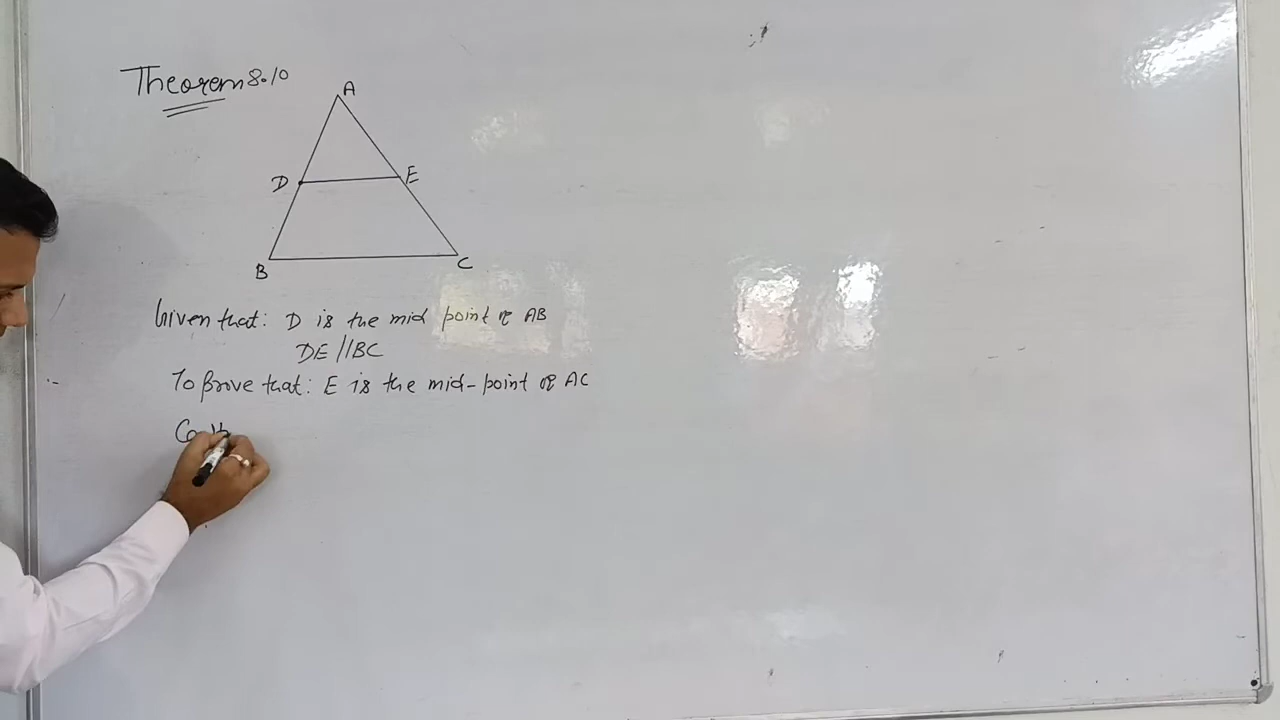 Theorem 8.10
A
D E
B C
Given that: D is the mid point of AB
DE // BC
To prove that: E is the mid-point of AC